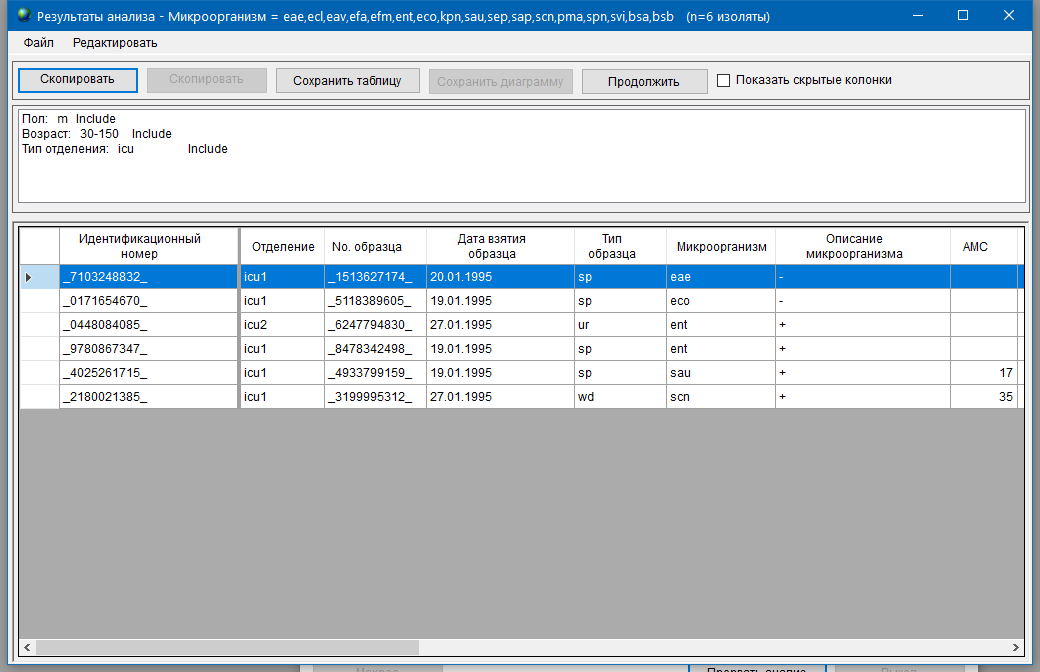 Результаты анализа - Микроорганизм = eae,ecl,eav,efa,efm,ent,eco,kpn,sau,sep,sap,scn,pma,spn,svi,bsa,bsb (n=6 изоляты)
Файл Редактировать
Скопировать Скопировать Сохранить таблицу Сохранить диаграмму Продолжить Показать скрытые колонки
Пол: m Include
Возраст: 30-150 Include
Тип отделения: icu Include
Идентификационный номер Отделение No. образца Дата взятия образца Тип образца Микроорганизм Описание микроорганизма AMC
_7103248832_ icu1 _1513627174_ 20.01.1995 sp eae -
_0171654670_ icu1 _5118389605_ 19.01.1995 sp eco -
_0448084085_ icu2 _6247794830_ 27.01.1995 ur ent +
_9780867347_ icu1 _8478342498_ 19.01.1995 sp ent +
_4025261715_ icu1 _4933799159_ 19.01.1995 sp sau + 17
_2180021385_ icu1 _3199995312_ 27.01.1995 wd scn + 35